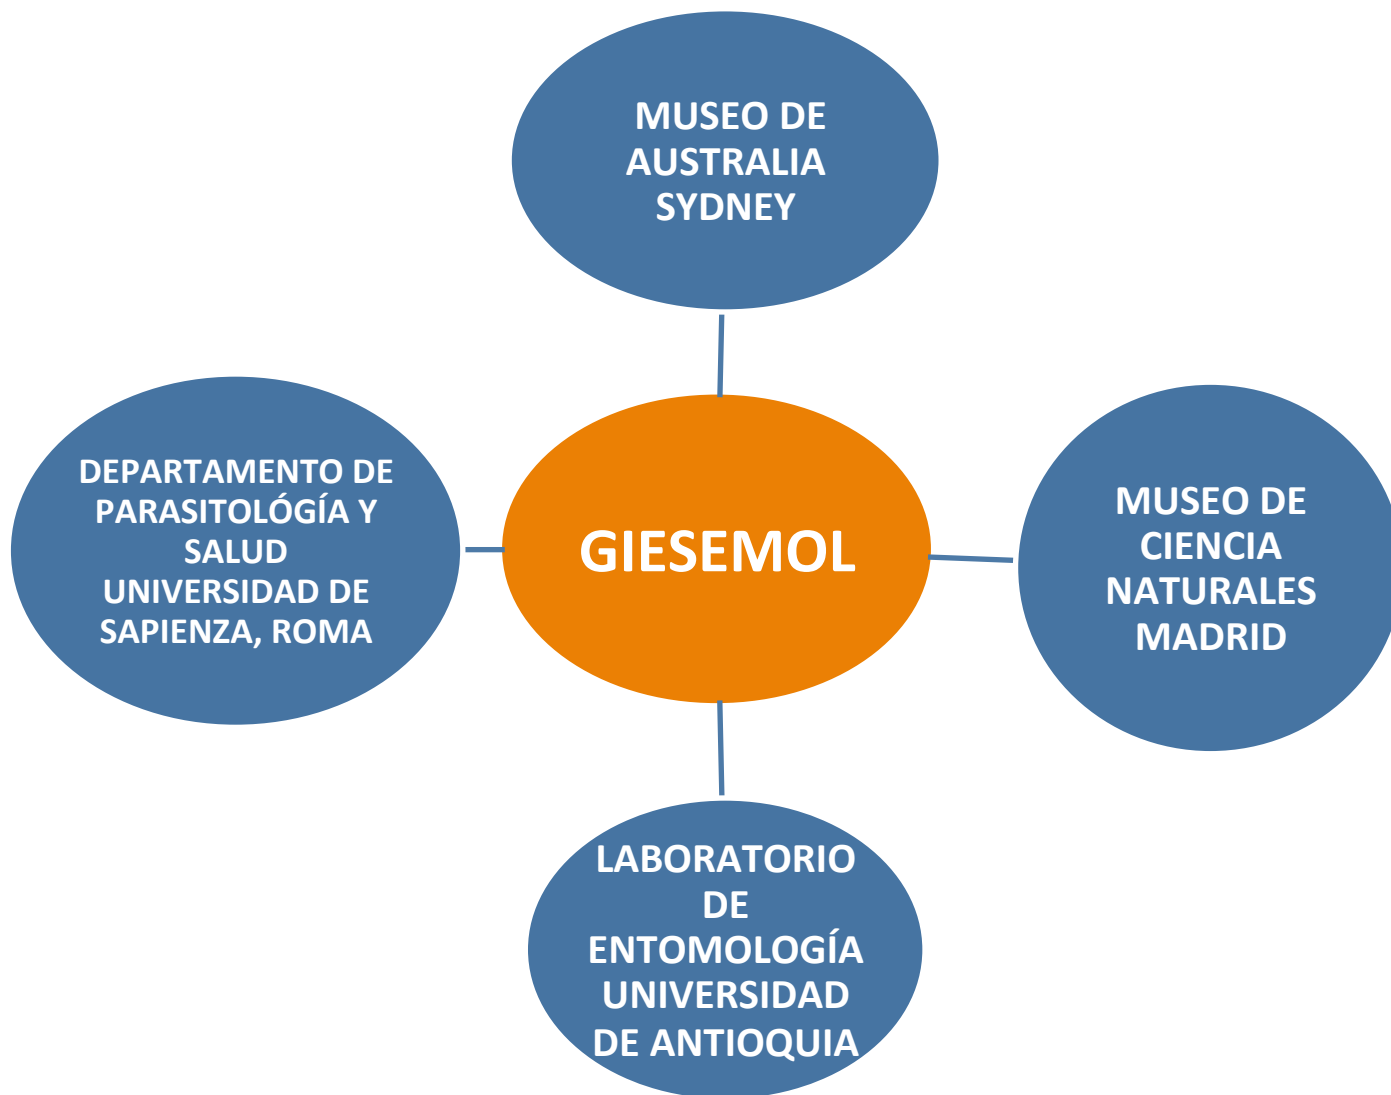 MUSEO DE
AUSTRALIA
SYDNEY
DEPARTAMENTO DE
PARASITOLÓGÍA Y
SALUD
UNIVERSIDAD DE
SAPIENZA, ROMA
GIESEMOL
MUSEO DE
CIENCIA
NATURALES
MADRID
LABORATORIO
DE
ENTOMOLOGÍA
UNIVERSIDAD
DE ANTIOQUIA